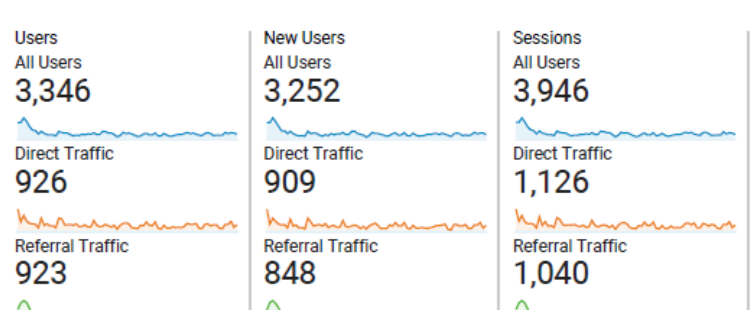 Users
All Users
3,346
Direct Traffic
926
Referral Traffic
923
New Users
All Users
3,252
Direct Traffic
909
Referral Traffic
848
Sessions
All Users
3,946
Direct Traffic
1,126
Referral Traffic
1,040